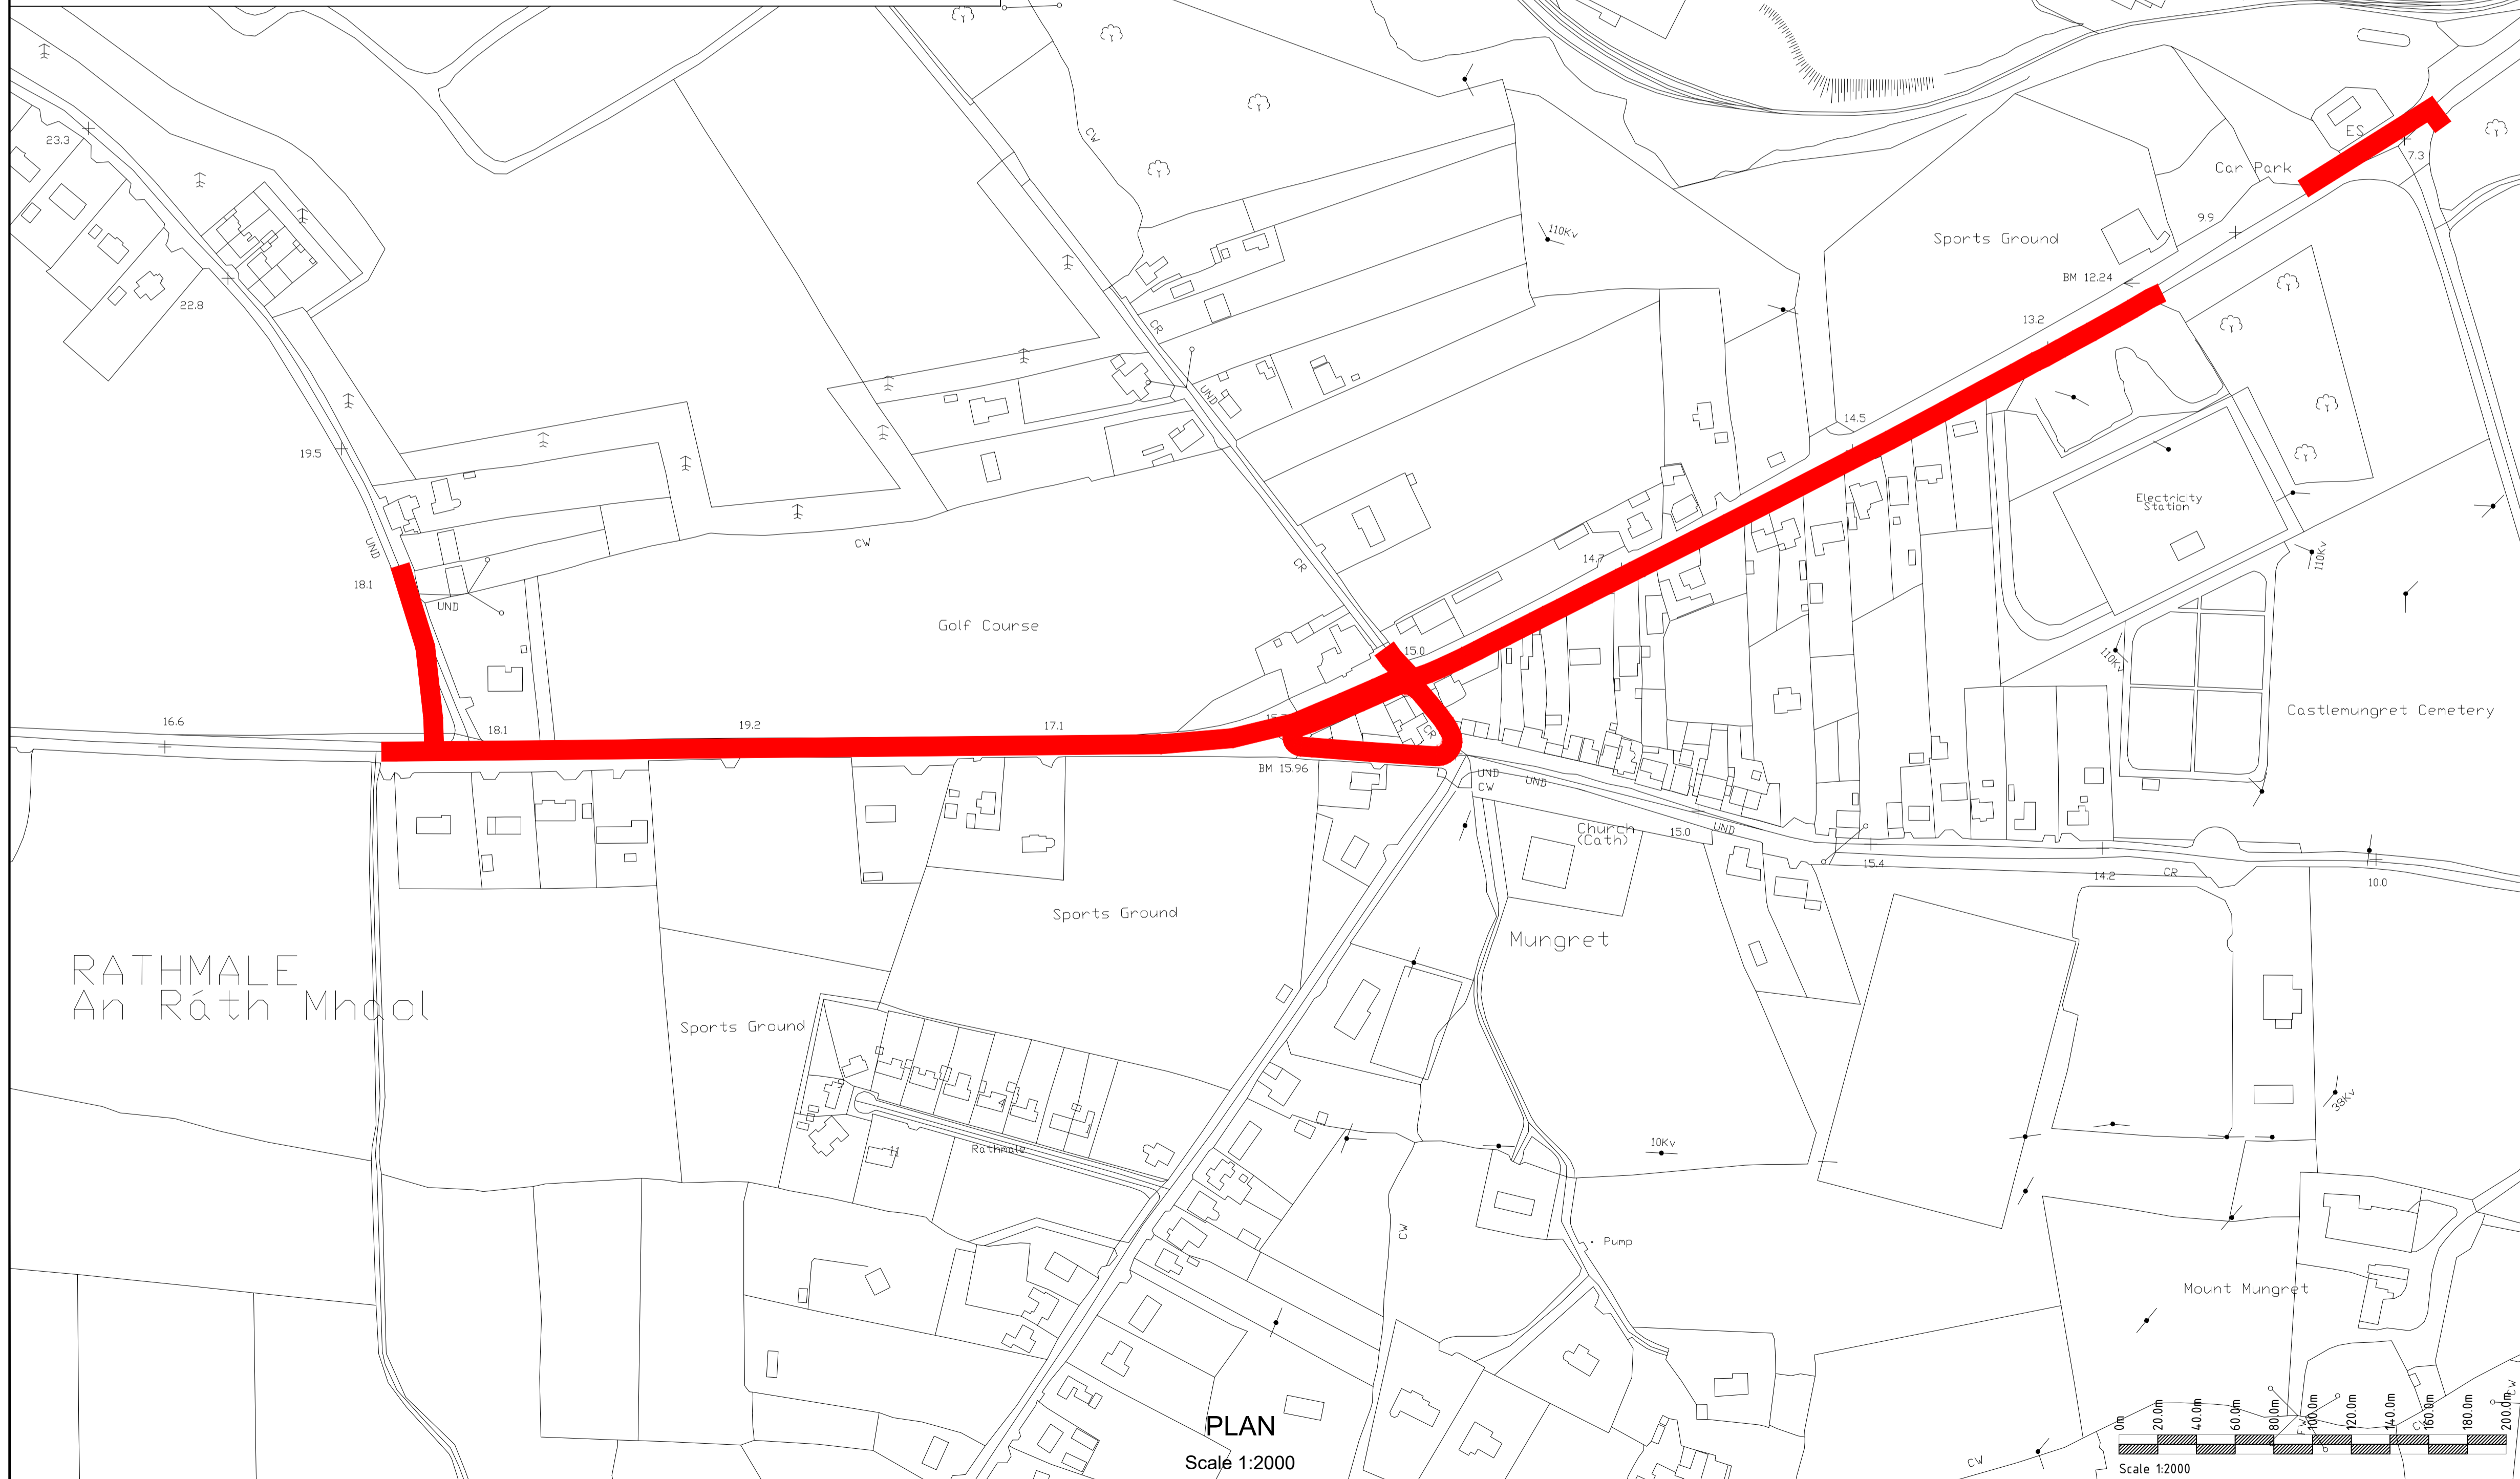 23.3
CW
110Kv
ES
7.3
Car Park
9.9
Sports Ground
BM 12.24
22.8
13.2
CR
UND
14.5
19.5
Electricity
Station
UND
CW
14.7
110Kv
18.1
CR
UND
Golf Course
15.0
110Kv
16.6
18.1
19.2
17.1
CR
Castlemungret Cemetery
BM 15.96
UND
CW
UND
Church
(Cath)
15.0
UND
15.4
14.2
CR
10.0
Sports Ground
Mungret
RATHMALE
An Ráth Mhaol
Sports Ground
9
4
1
11
Rathmale
10Kv
38Kv
CW
Pump
Mount Mungret
PLAN
Scale 1:2000
CW
FW
CW
0m
20.0m
40.0m
60.0m
80.0m
100.0m
120.0m
140.0m
160.0m
180.0m
200.0m
Scale 1:2000